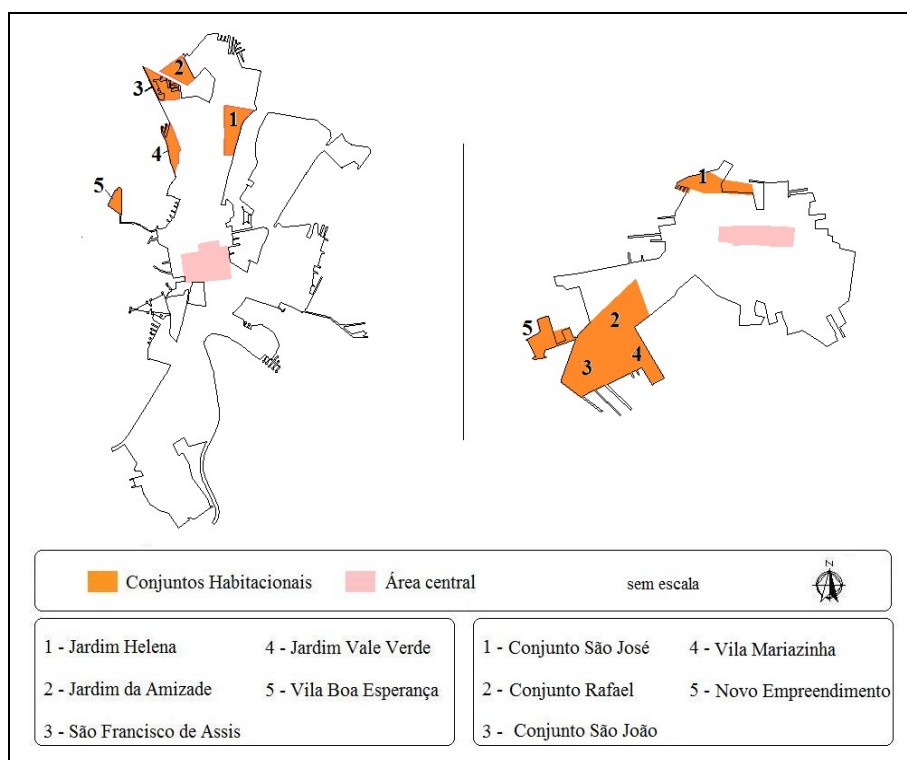 2
3
1
4
5
1
2
5
4
3
N
Conjuntos Habitacionais
Área central
sem escala
1 - Jardim Helena
4 - Jardim Vale Verde
2 - Jardim da Amizade
5 - Vila Boa Esperança
3 - São Francisco de Assis
1 - Conjunto São José
4 - Vila Mariazinha
2 - Conjunto Rafael
5 - Novo Empreendimento
3 - Conjunto São João